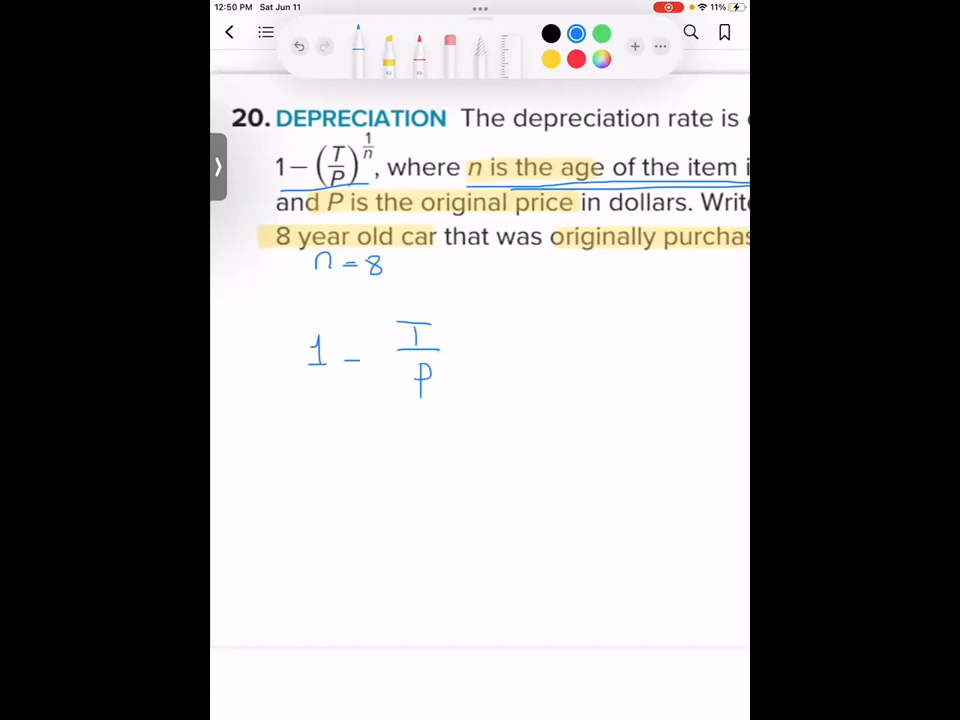 12:50 PM Sat Jun 11
11%
20. DEPRECIATION The depreciation rate is
1−(T/P)^(1/n), where n is the age of the item i
and P is the original price in dollars. Writ
8 year old car that was originally purchas
n = 8
1 − T/P